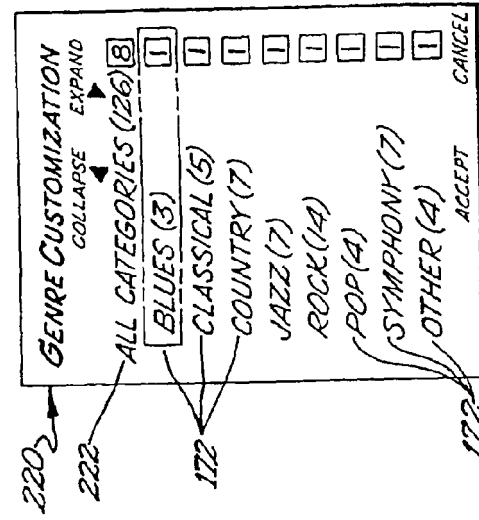 GENRE CUSTOMIZATION
COLLAPSE EXPAND
ALL CATEGORIES (126) 8
BLUES (3) 1
CLASSICAL (5) 1
COUNTRY (7) 1
JAZZ (7) 1
ROCK (14) 1
POP (4) 1
SYMPHONY (7) 1
OTHER (4) 1
ACCEPT CANCEL
220
222
172
172